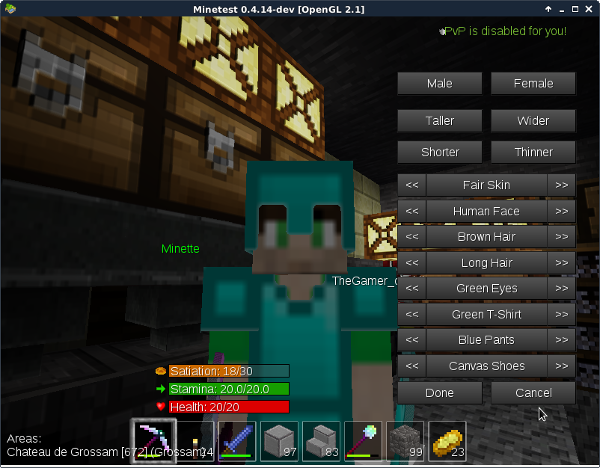 Minetest 0.4.14-dev [OpenGL 2.1]
PvP is disabled for you!
Male
Female
Taller
Wider
Shorter
Thinner
<< Fair Skin >>
<< Human Face >>
<< Brown Hair >>
<< Long Hair >>
<< Green Eyes >>
<< Green T-Shirt >>
<< Blue Pants >>
<< Canvas Shoes >>
Done
Cancel
Minette
TheGamer_
Satiation: 18/30
Stamina: 20.0/20.0
Health: 20/20
Areas:
Chateau de Grossam [672] (Grossam)
97
83
99
23